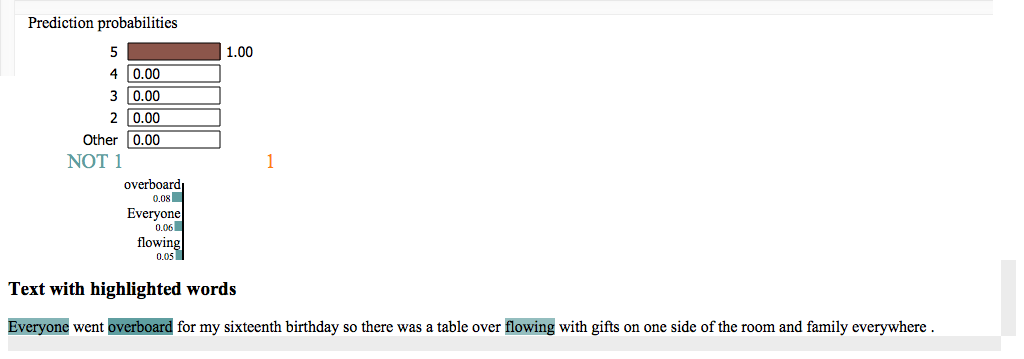 Prediction probabilities
5 1.00
4 0.00
3 0.00
2 0.00
Other 0.00
NOT 1 1
overboard
0.08
Everyone
0.06
flowing
0.05
Text with highlighted words
Everyone went overboard for my sixteenth birthday so there was a table over flowing with gifts on one side of the room and family everywhere .